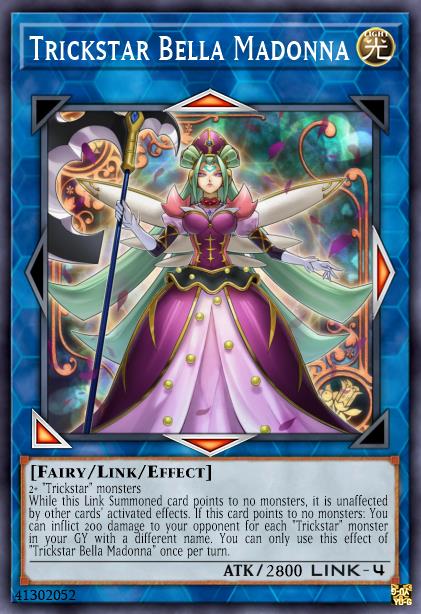 TRICKSTAR BELLA MADONNA
LIGHT
光
[FAIRY/LINK/EFFECT]
2+ "Trickstar" monsters
While this Link Summoned card points to no monsters, it is unaffected
by other cards' activated effects. If this card points to no monsters: You
can inflict 200 damage to your opponent for each "Trickstar" monster
in your GY with a different name. You can only use this effect of
"Trickstar Bella Madonna" once per turn.
ATK/2800 LINK-4
41302052